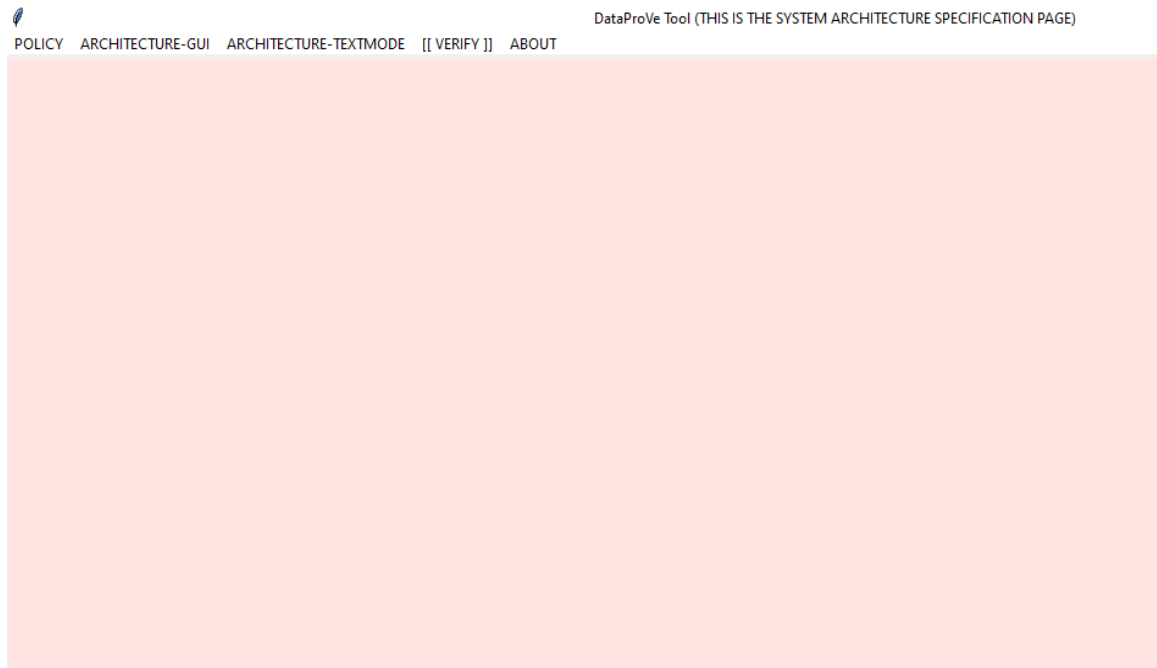 DataProVe Tool (THIS IS THE SYSTEM ARCHITECTURE SPECIFICATION PAGE)
POLICY ARCHITECTURE-GUI ARCHITECTURE-TEXTMODE [[ VERIFY ]] ABOUT